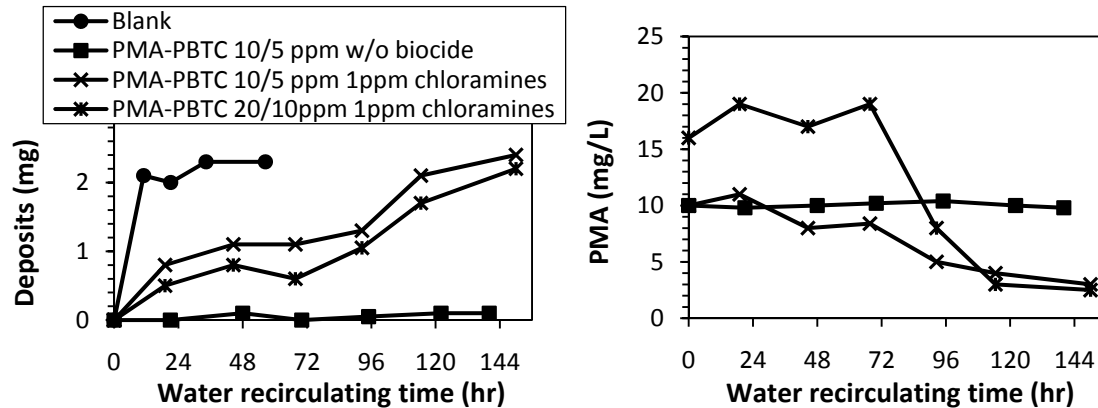 Blank
PMA-PBTC 10/5 ppm w/o biocide
PMA-PBTC 10/5 ppm 1ppm chloramines
PMA-PBTC 20/10ppm 1ppm chloramines
Deposits (mg)
2
1
0
0 24 48 72 96 120 144
Water recirculating time (hr)
PMA (mg/L)
25
20
15
10
5
0
0 24 48 72 96 120 144
Water recirculating time (hr)